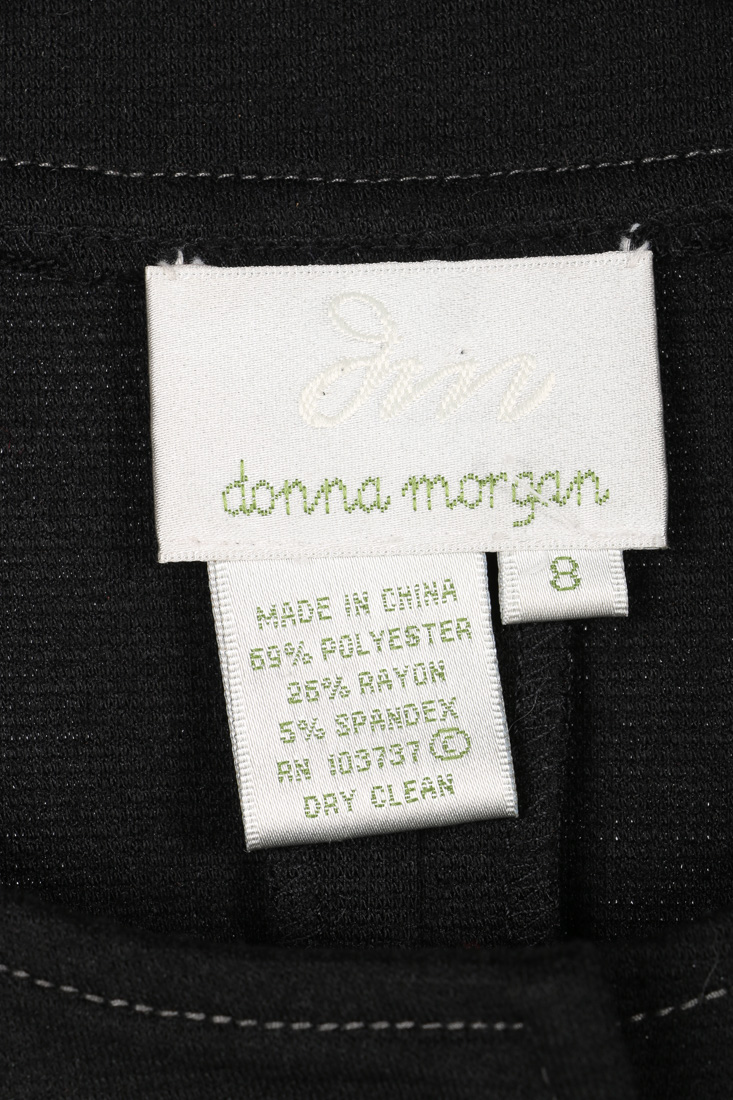 dm
donna morgan
8
MADE IN CHINA
69% POLYESTER
26% RAYON
5% SPANDEX
RN 103737 Ⓔ
DRY CLEAN